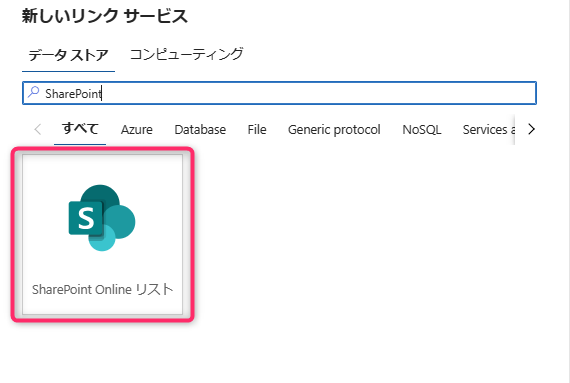 新しいリンク サービス
データ ストア コンピューティング
SharePoint
すべて Azure Database File Generic protocol NoSQL Services a
S
SharePoint Online リスト